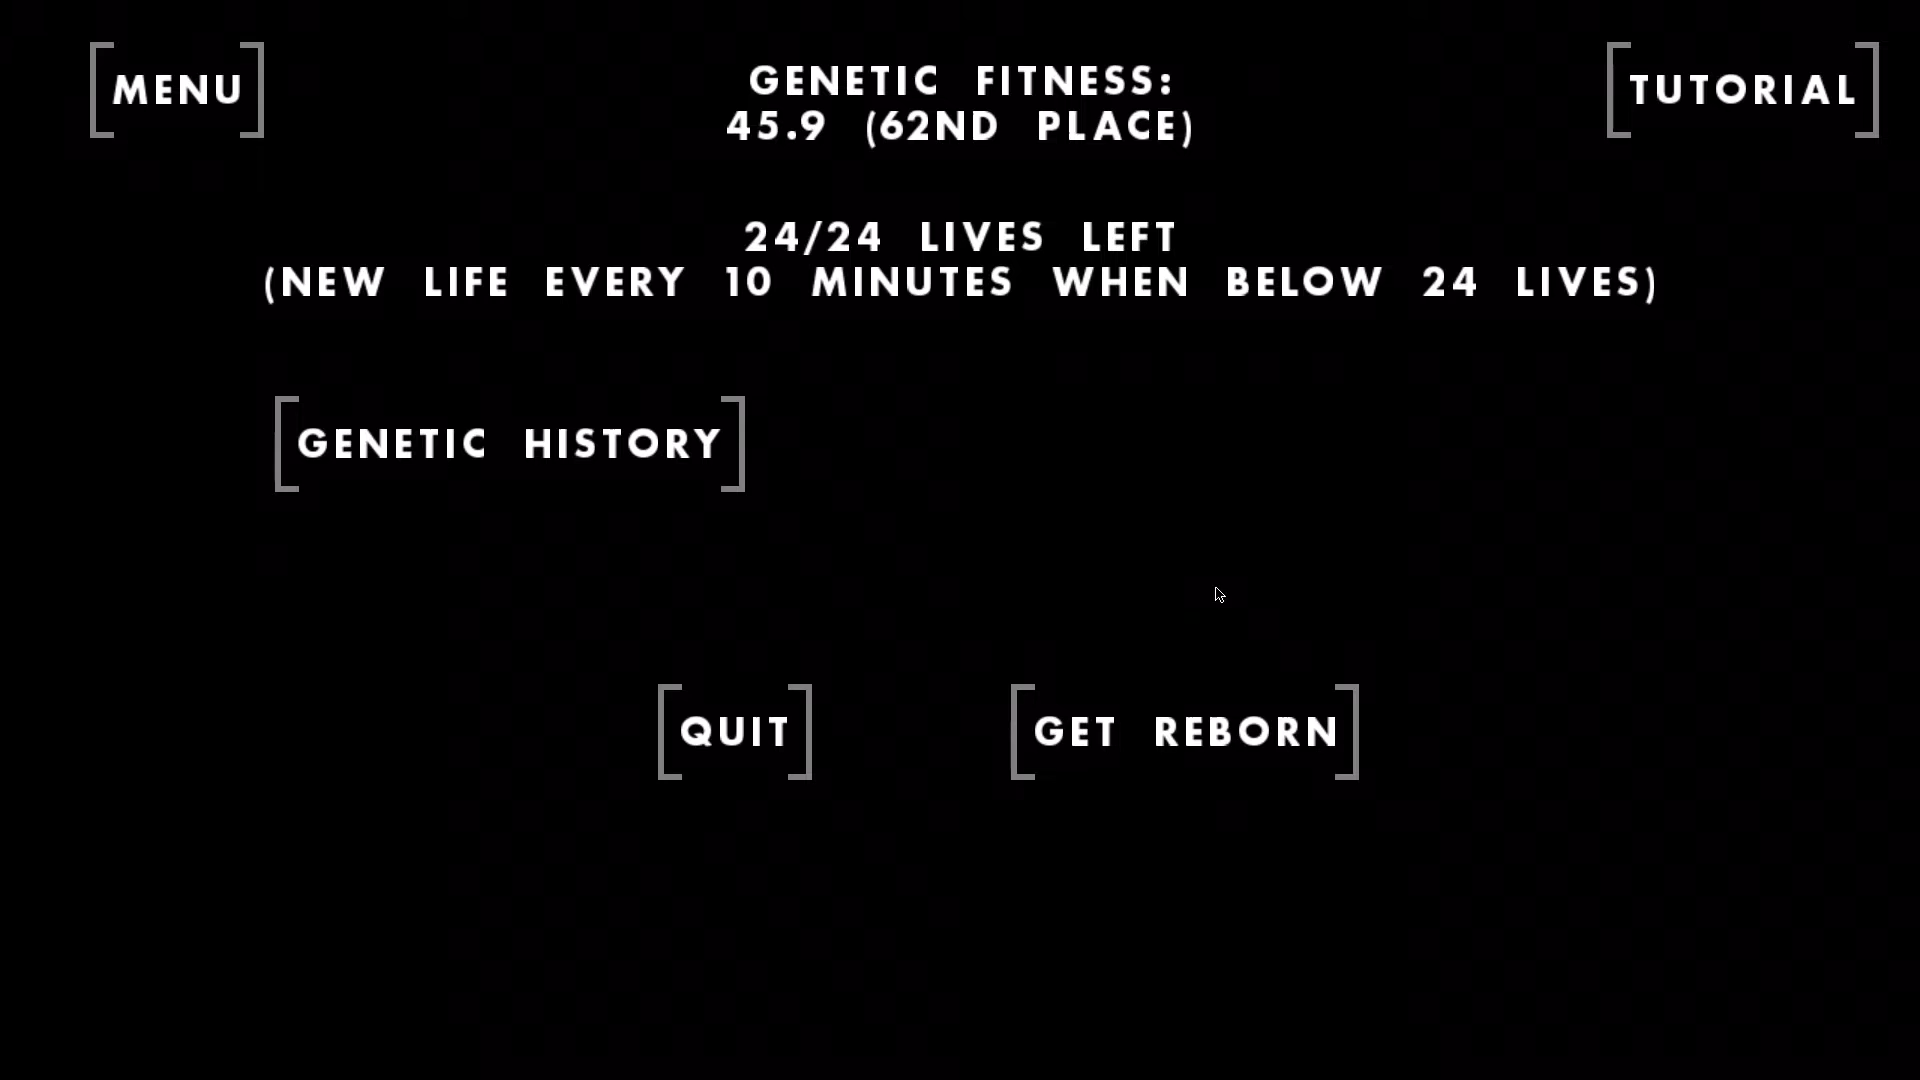 MENU
GENETIC FITNESS:
45.9 (62ND PLACE)
TUTORIAL
24/24 LIVES LEFT
(NEW LIFE EVERY 10 MINUTES WHEN BELOW 24 LIVES)
GENETIC HISTORY
QUIT
GET REBORN